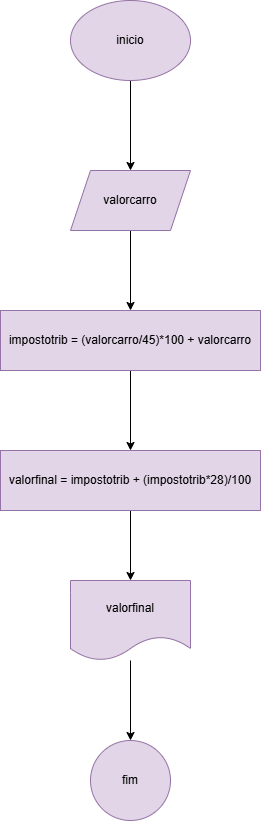 inicio
valorcarro
impostotrib = (valorcarro/45)*100 + valorcarro
valorfinal = impostotrib + (impostotrib*28)/100
valorfinal
fim